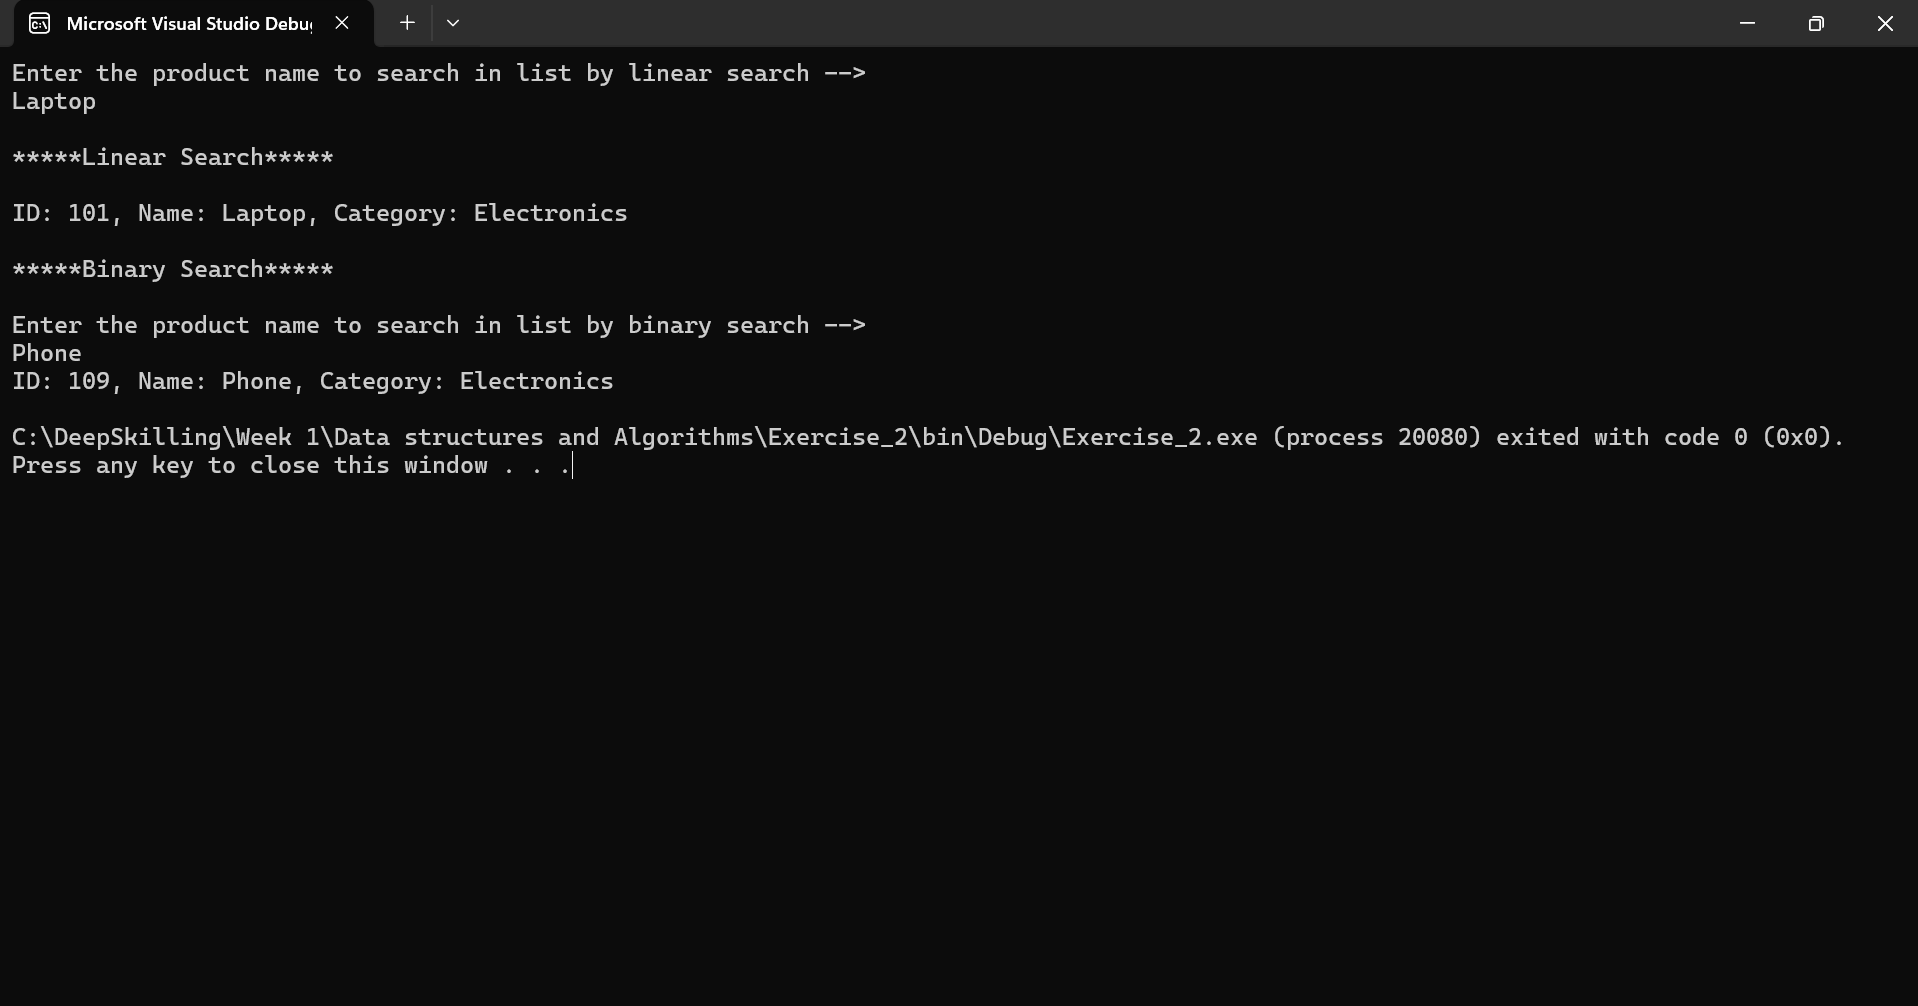 Microsoft Visual Studio Debu
Enter the product name to search in list by linear search -->
Laptop
*****Linear Search*****
ID: 101, Name: Laptop, Category: Electronics
*****Binary Search*****
Enter the product name to search in list by binary search -->
Phone
ID: 109, Name: Phone, Category: Electronics
C:\DeepSkilling\Week 1\Data structures and Algorithms\Exercise_2\bin\Debug\Exercise_2.exe (process 20080) exited with code 0 (0x0).
Press any key to close this window . . .